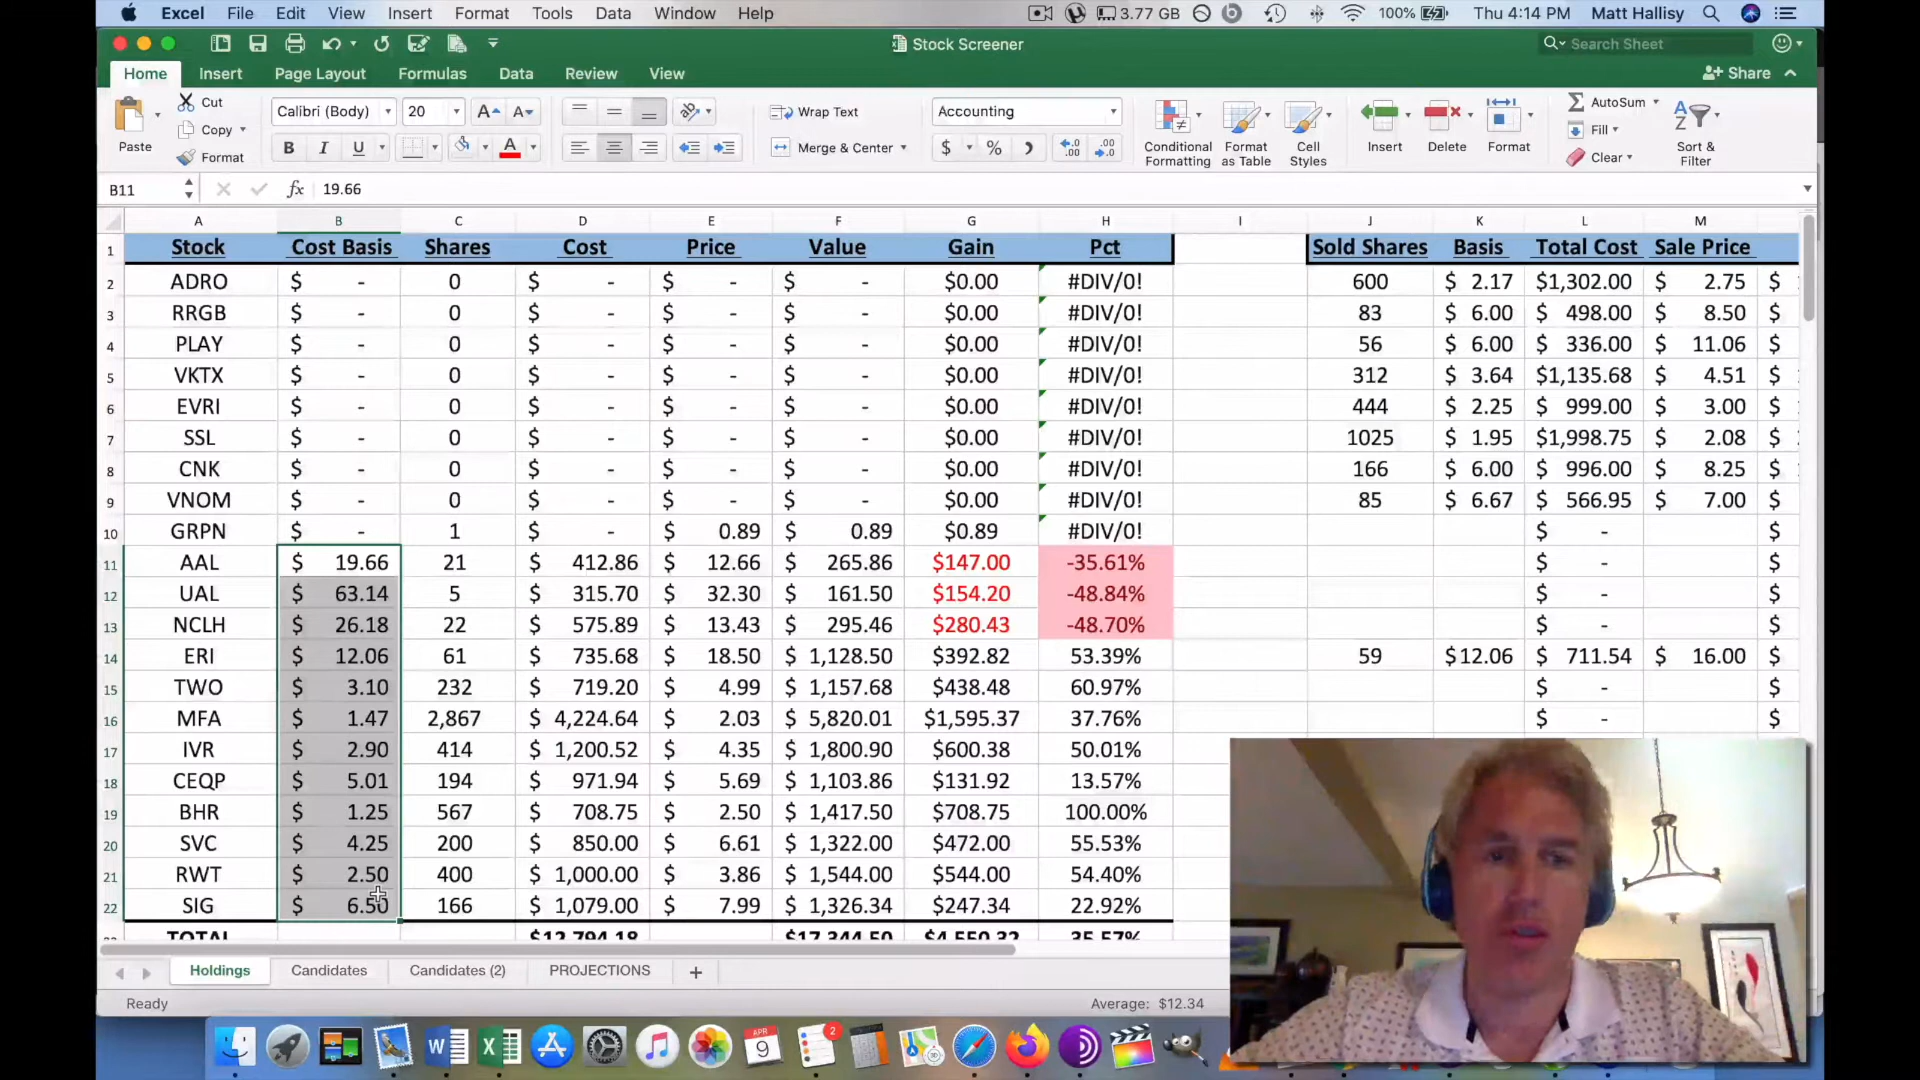 Excel File Edit View Insert Format Tools Data Window Help 3.77 GB 100% Thu 4:14 PM Matt Hallisy
Stock Screener Search Sheet
Home Insert Page Layout Formulas Data Review View Share
Cut Calibri (Body) 20 Wrap Text Accounting AutoSum
Copy Fill
Paste Format Merge & Center $ % Conditional Formatting Format as Table Cell Styles Insert Delete Format Clear Sort & Filter
B11 fx 19.66
A B C D E F G H I J K L M
1 Stock Cost Basis Shares Cost Price Value Gain Pct Sold Shares Basis Total Cost Sale Price
2 ADRO $ - 0 $ - $ - $ - $0.00 #DIV/0! 600 $ 2.17 $1,302.00 $ 2.75 $
3 RRGB $ - 0 $ - $ - $ - $0.00 #DIV/0! 83 $ 6.00 $ 498.00 $ 8.50 $
4 PLAY $ - 0 $ - $ - $ - $0.00 #DIV/0! 56 $ 6.00 $ 336.00 $ 11.06 $
5 VKTX $ - 0 $ - $ - $ - $0.00 #DIV/0! 312 $ 3.64 $1,135.68 $ 4.51 $
6 EVRI $ - 0 $ - $ - $ - $0.00 #DIV/0! 444 $ 2.25 $ 999.00 $ 3.00 $
7 SSL $ - 0 $ - $ - $ - $0.00 #DIV/0! 1025 $ 1.95 $1,998.75 $ 2.08 $
8 CNK $ - 0 $ - $ - $ - $0.00 #DIV/0! 166 $ 6.00 $ 996.00 $ 8.25 $
9 VNOM $ - 0 $ - $ - $ - $0.00 #DIV/0! 85 $ 6.67 $ 566.95 $ 7.00 $
10 GRPN $ - 1 $ - $ 0.89 $ 0.89 $0.89 #DIV/0! $ - $
11 AAL $ 19.66 21 $ 412.86 $ 12.66 $ 265.86 $147.00 -35.61% $ - $
12 UAL $ 63.14 5 $ 315.70 $ 32.30 $ 161.50 $154.20 -48.84% $ - $
13 NCLH $ 26.18 22 $ 575.89 $ 13.43 $ 295.46 $280.43 -48.70% $ - $
14 ERI $ 12.06 61 $ 735.68 $ 18.50 $ 1,128.50 $392.82 53.39% 59 $12.06 $ 711.54 $ 16.00 $
15 TWO $ 3.10 232 $ 719.20 $ 4.99 $ 1,157.68 $438.48 60.97% $ - $
16 MFA $ 1.47 2,867 $ 4,224.64 $ 2.03 $ 5,820.01 $1,595.37 37.76% $ - $
17 IVR $ 2.90 414 $ 1,200.52 $ 4.35 $ 1,800.90 $600.38 50.01%
18 CEQP $ 5.01 194 $ 971.94 $ 5.69 $ 1,103.86 $131.92 13.57%
19 BHR $ 1.25 567 $ 708.75 $ 2.50 $ 1,417.50 $708.75 100.00%
20 SVC $ 4.25 200 $ 850.00 $ 6.61 $ 1,322.00 $472.00 55.53%
21 RWT $ 2.50 400 $ 1,000.00 $ 3.86 $ 1,544.00 $544.00 54.40%
22 SIG $ 6.50 166 $ 1,079.00 $ 7.99 $ 1,326.34 $247.34 22.92%
TOTAL $12,794.18 $17,344.50 $4,550.32 35.57%
Holdings Candidates Candidates (2) PROJECTIONS +
Ready Average: $12.34
APR 9 2